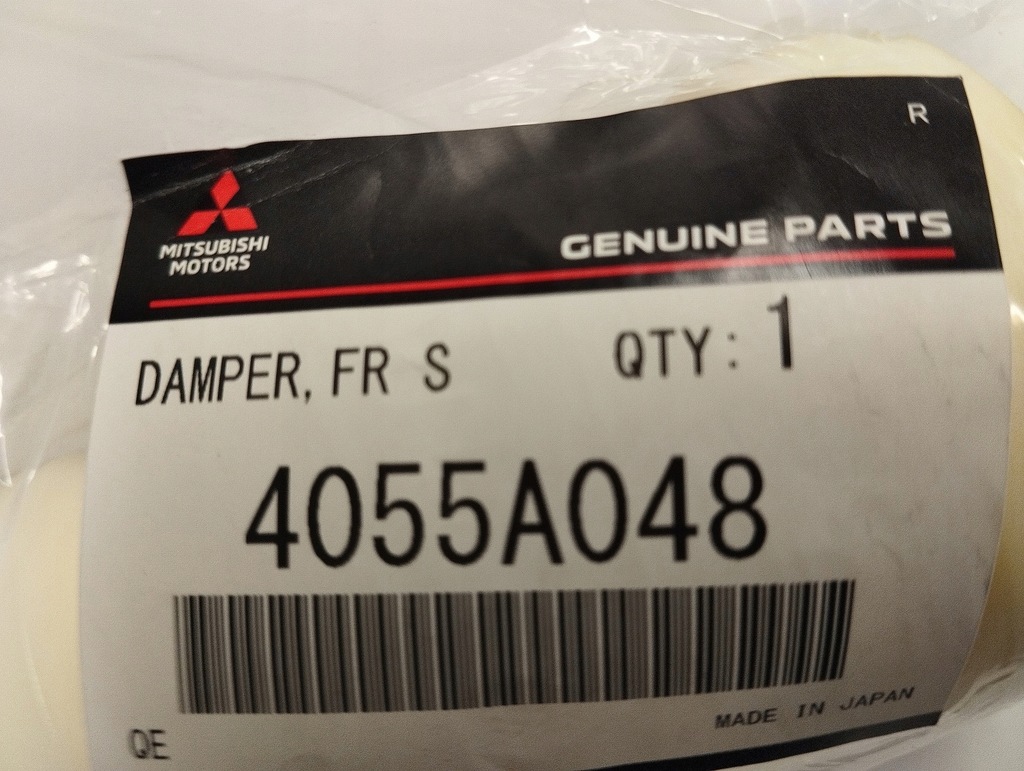 R
MITSUBISHI
MOTORS
GENUINE PARTS
DAMPER, FR S QTY: 1
4055A048
MADE IN JAPAN
QE